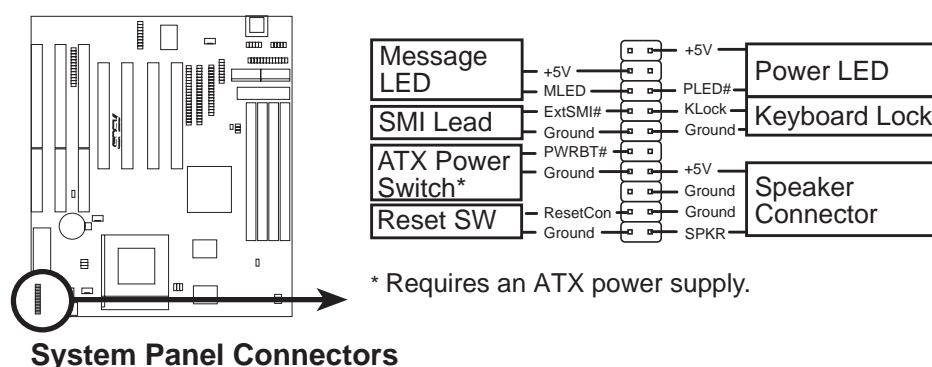 Message
LED
SMI Lead
ATX Power
Switch*
Reset SW
+5V
MLED
ExtSMI#
Ground
PWRBT#
Ground
ResetCon
Ground
+5V
PLED#
KLock
Ground
+5V
Ground
Ground
SPKR
Power LED
Keyboard Lock
Speaker
Connector
* Requires an ATX power supply.
System Panel Connectors
ASUS